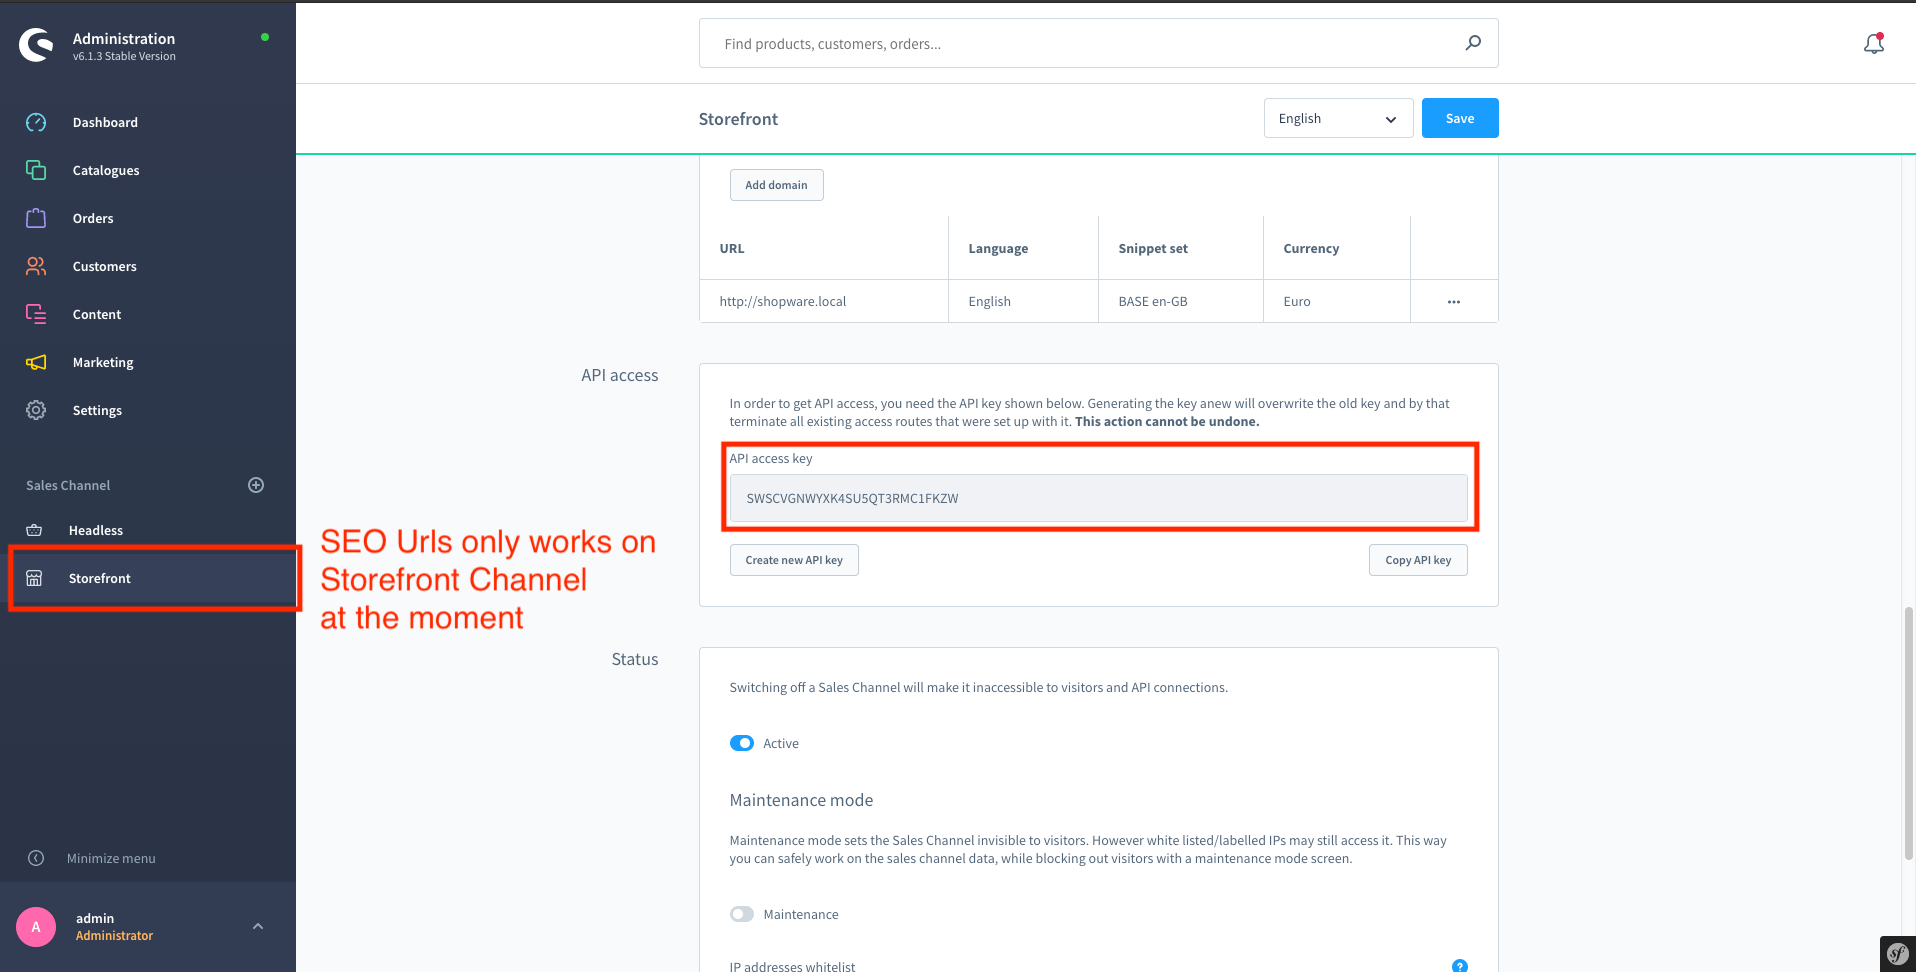 Administration
v6.1.3 Stable Version
Dashboard
Catalogues
Orders
Customers
Content
Marketing
Settings
Sales Channel
Headless
Storefront
Minimize menu
A
admin
Administrator
Find products, customers, orders...
Storefront
English
Save
Add domain
URL
Language
Snippet set
Currency
http://shopware.local
English
BASE en-GB
Euro
...
API access
In order to get API access, you need the API key shown below. Generating the key anew will overwrite the old key and by that
terminate all existing access routes that were set up with it. This action cannot be undone.
API access key
SWSCVGNWYXK4SU5QT3RMC1FKZW
Create new API key
Copy API key
SEO Urls only works on
Storefront Channel
at the moment
Status
Switching off a Sales Channel will make it inaccessible to visitors and API connections.
Active
Maintenance mode
Maintenance mode sets the Sales Channel invisible to visitors. However white listed/labelled IPs may still access it. This way
you can safely work on the sales channel data, while blocking out visitors with a maintenance mode screen.
Maintenance
IP addresses whitelist
?
sf